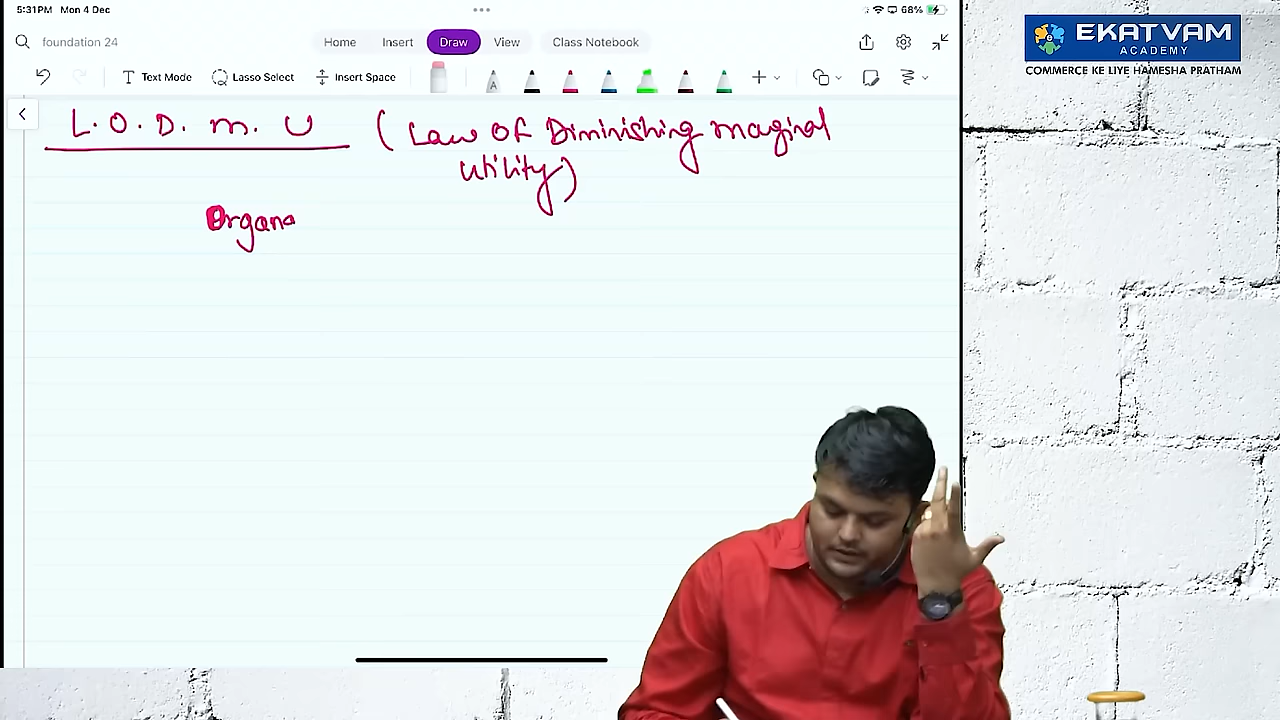 5:31PM Mon 4 Dec
68%
EKATVAM
ACADEMY
COMMERCE KE LIYE HAMESHA PRATHAM
foundation 24
Home Insert Draw View Class Notebook
Text Mode Lasso Select Insert Space
L.O.D.M.U (Law of Diminishing Marginal
Utility)
Organa